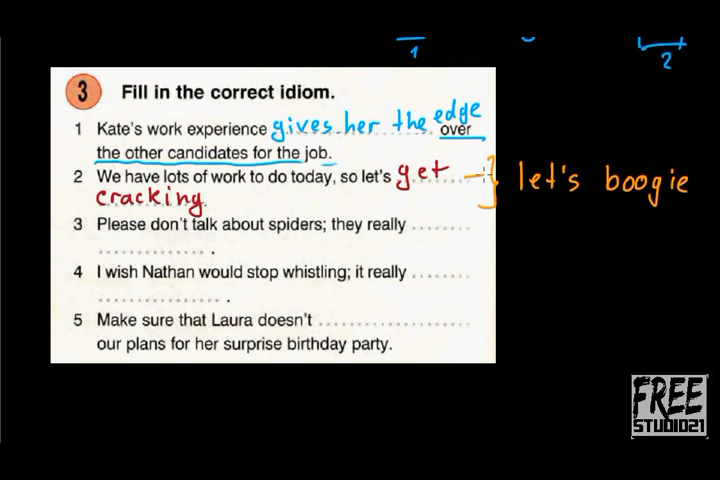 1
2
3 Fill in the correct idiom.
1 Kate's work experience gives her the edge over
the other candidates for the job.
2 We have lots of work to do today, so let's get
cracking.
let's boogie
3 Please don't talk about spiders; they really ........
............... .
4 I wish Nathan would stop whistling; it really ........
................. .
5 Make sure that Laura doesn't ......................
our plans for her surprise birthday party.
FREE
STUDIO21